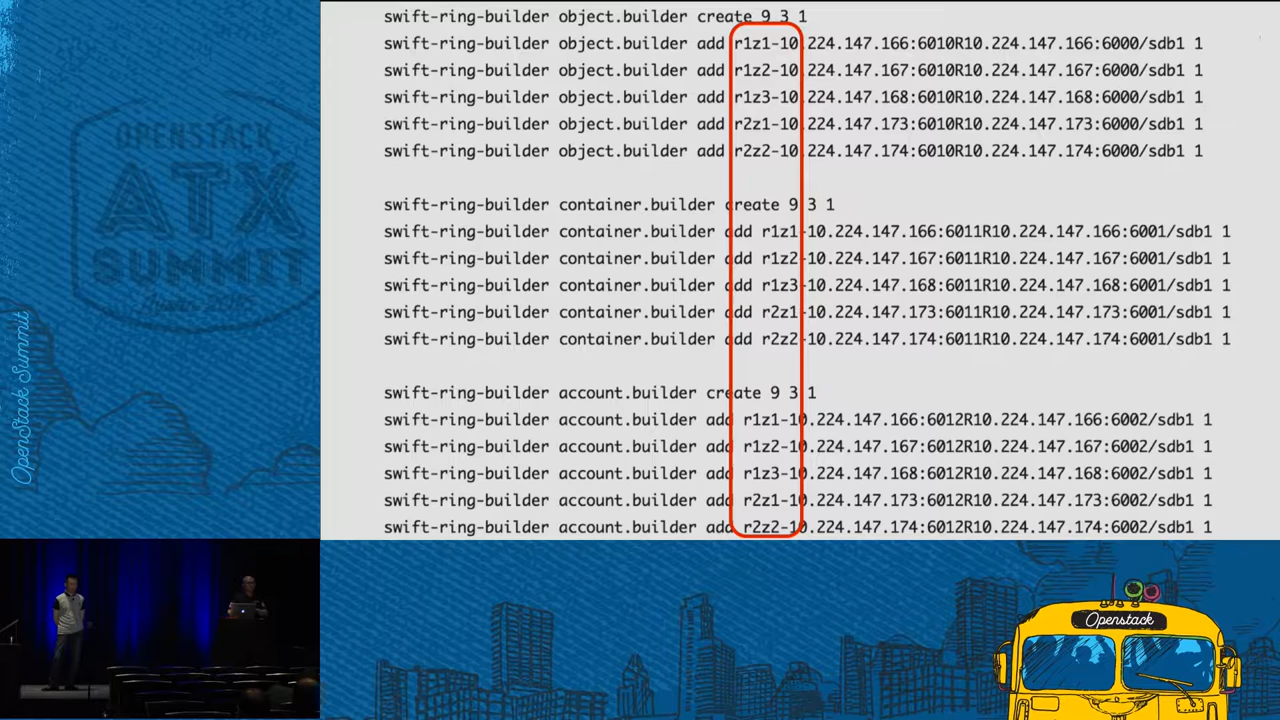 swift-ring-builder object.builder create 9 3 1
swift-ring-builder object.builder add r1z1-10.224.147.166:6010R10.224.147.166:6000/sdb1 1
swift-ring-builder object.builder add r1z2-10.224.147.167:6010R10.224.147.167:6000/sdb1 1
swift-ring-builder object.builder add r1z3-10.224.147.168:6010R10.224.147.168:6000/sdb1 1
swift-ring-builder object.builder add r2z1-10.224.147.173:6010R10.224.147.173:6000/sdb1 1
swift-ring-builder object.builder add r2z2-10.224.147.174:6010R10.224.147.174:6000/sdb1 1
swift-ring-builder container.builder create 9 3 1
swift-ring-builder container.builder add r1z1-10.224.147.166:6011R10.224.147.166:6001/sdb1 1
swift-ring-builder container.builder add r1z2-10.224.147.167:6011R10.224.147.167:6001/sdb1 1
swift-ring-builder container.builder add r1z3-10.224.147.168:6011R10.224.147.168:6001/sdb1 1
swift-ring-builder container.builder add r2z1-10.224.147.173:6011R10.224.147.173:6001/sdb1 1
swift-ring-builder container.builder add r2z2-10.224.147.174:6011R10.224.147.174:6001/sdb1 1
swift-ring-builder account.builder create 9 3 1
swift-ring-builder account.builder add r1z1-10.224.147.166:6012R10.224.147.166:6002/sdb1 1
swift-ring-builder account.builder add r1z2-10.224.147.167:6012R10.224.147.167:6002/sdb1 1
swift-ring-builder account.builder add r1z3-10.224.147.168:6012R10.224.147.168:6002/sdb1 1
swift-ring-builder account.builder add r2z1-10.224.147.173:6012R10.224.147.173:6002/sdb1 1
swift-ring-builder account.builder add r2z2-10.224.147.174:6012R10.224.147.174:6002/sdb1 1
OPENSTACK
ATX
SUMMIT
OpenStack Summit
Openstack